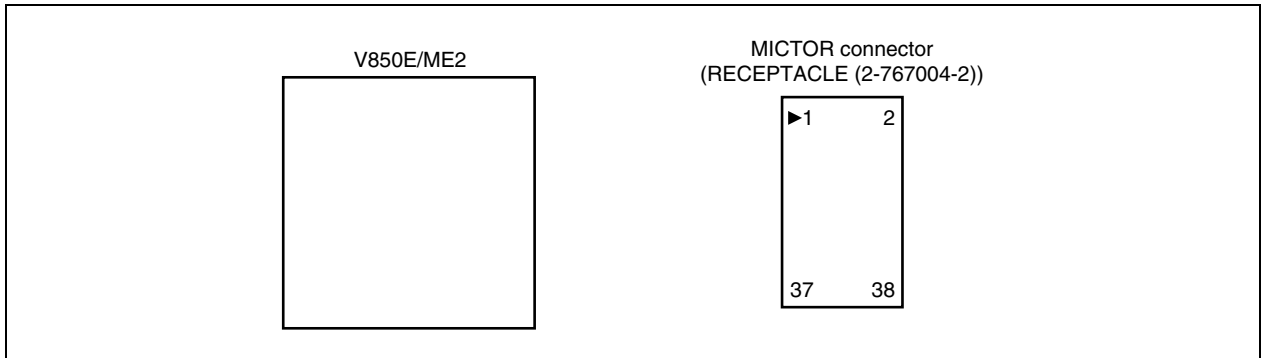 V850E/ME2
MICTOR connector
(RECEPTACLE (2-767004-2))
▶1 2
37 38